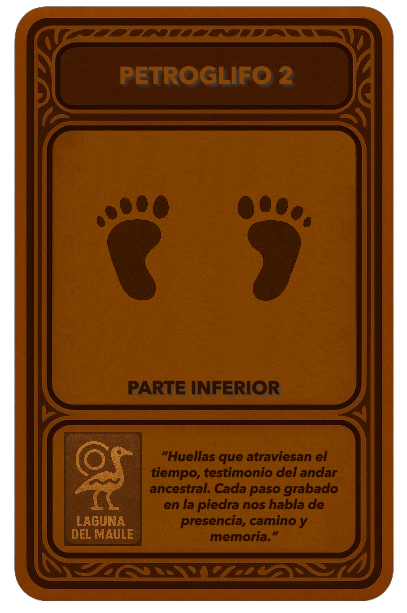 PETROGLIFO 2
PARTE INFERIOR
LAGUNA
DEL MAULE
"Huellas que atraviesan el
tiempo, testimonio del andar
ancestral. Cada paso grabado
en la piedra nos habla de
presencia, camino y
memoria."